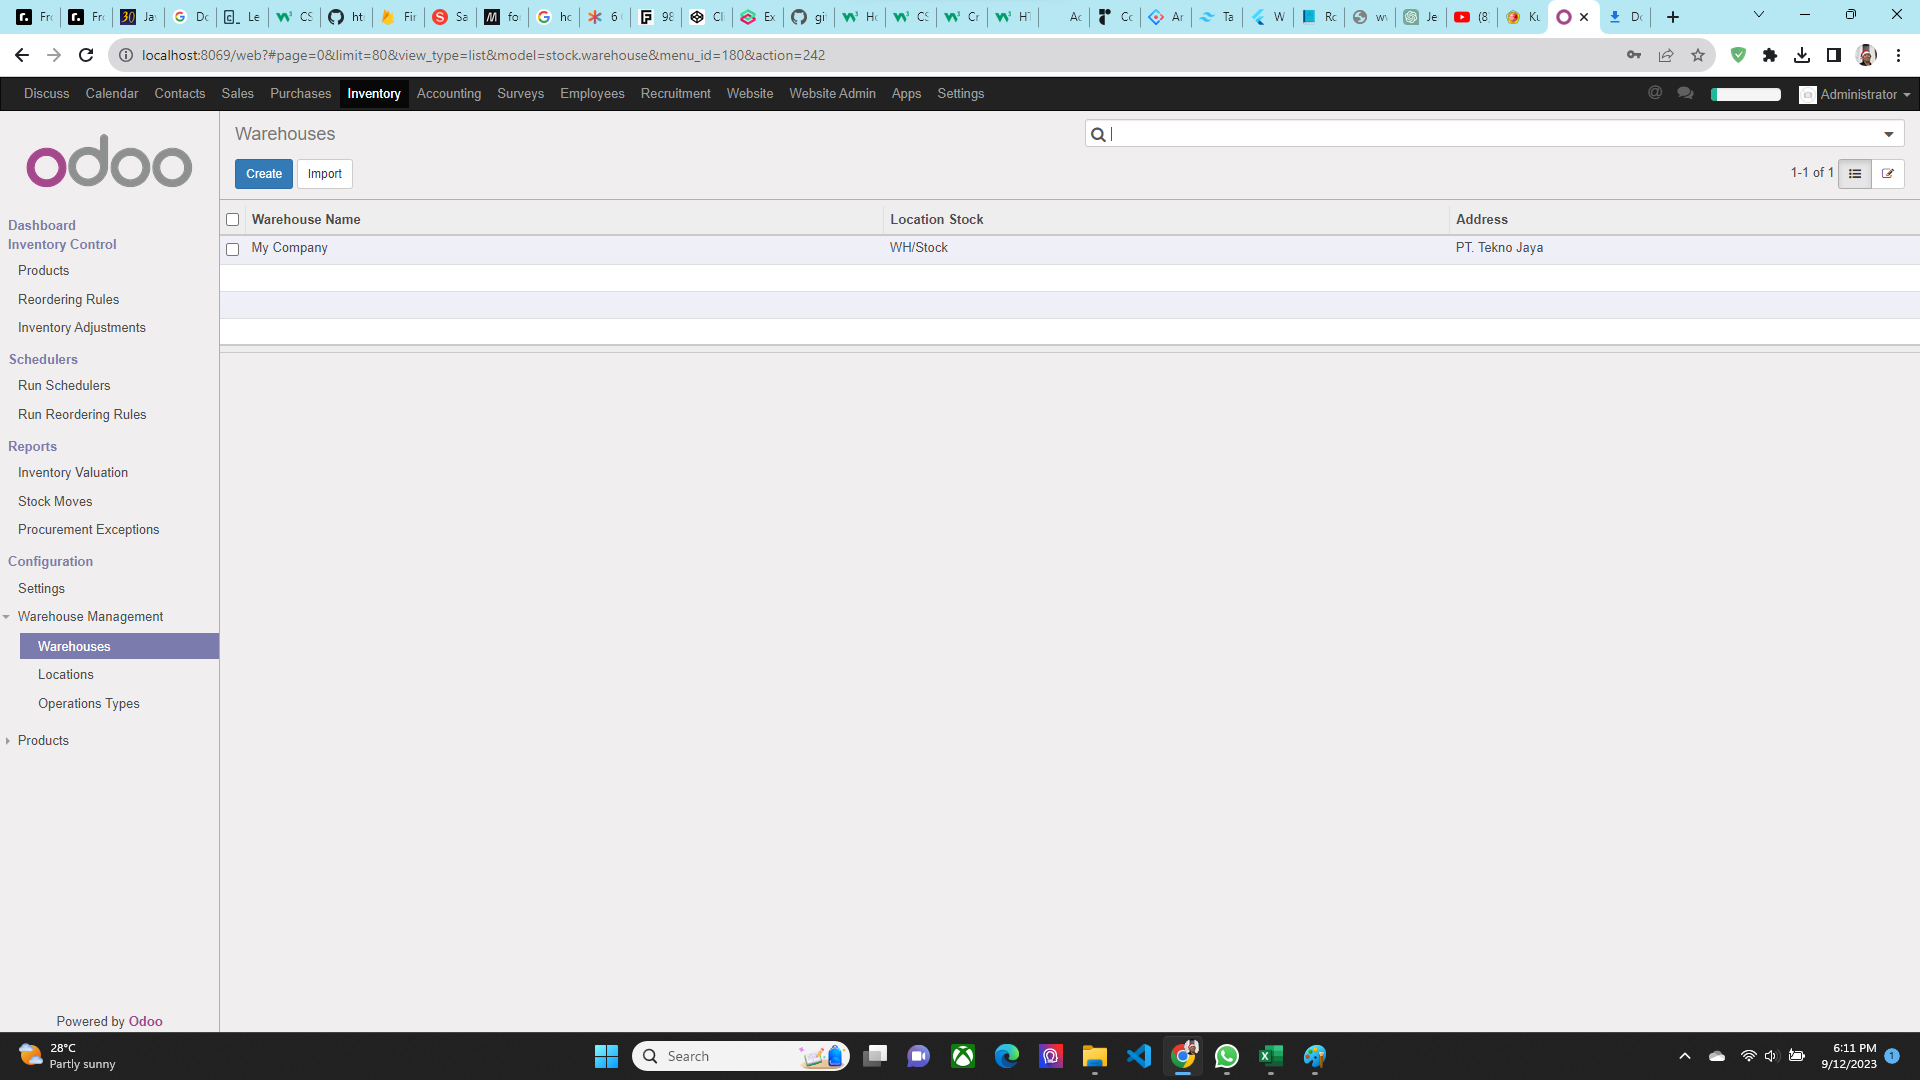 Fr
Fr
30 Ja
Do
Le
CS
ht
Fir
Sa
fo
hc
6
98
Cl
Ex
git
Ho
CS
Cr
HT
Ac
Cc
Ar
Ta
W
Rc
w
Je
(8
Ku
Do
localhost:8069/web?#page=0&limit=80&view_type=list&model=stock.warehouse&menu_id=180&action=242
Discuss Calendar Contacts Sales Purchases Inventory Accounting Surveys Employees Recruitment Website Website Admin Apps Settings
Administrator
odoo
Warehouses
Create Import
1-1 of 1
Warehouse Name Location Stock Address
My Company WH/Stock PT. Tekno Jaya
Dashboard
Inventory Control
Products
Reordering Rules
Inventory Adjustments
Schedulers
Run Schedulers
Run Reordering Rules
Reports
Inventory Valuation
Stock Moves
Procurement Exceptions
Configuration
Settings
Warehouse Management
Warehouses
Locations
Operations Types
Products
Powered by Odoo
28°C
Partly sunny
Search
6:11 PM
9/12/2023
1